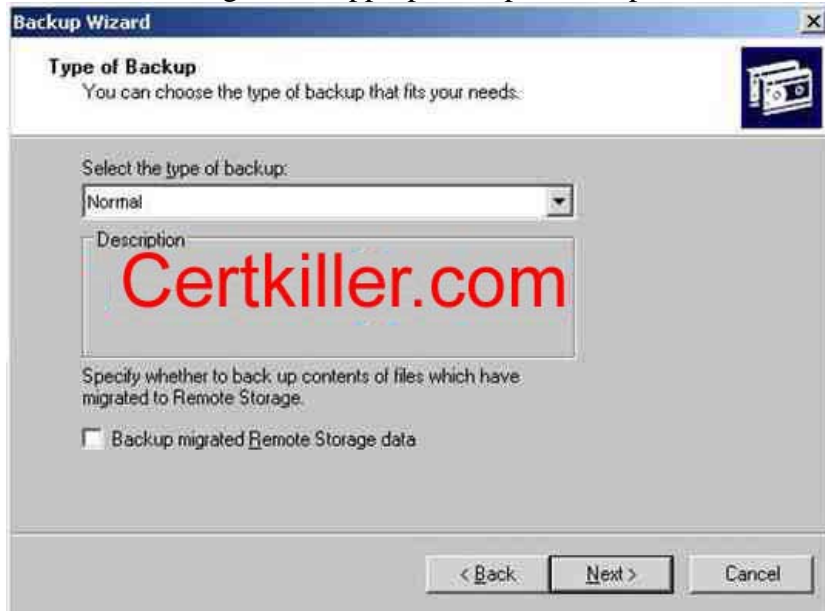 Backup Wizard
Type of Backup
You can choose the type of backup that fits your needs.
Select the type of backup:
Normal
Description
Certkiller.com
Specify whether to back up contents of files which have
migrated to Remote Storage.
Backup migrated Remote Storage data
< Back
Next >
Cancel